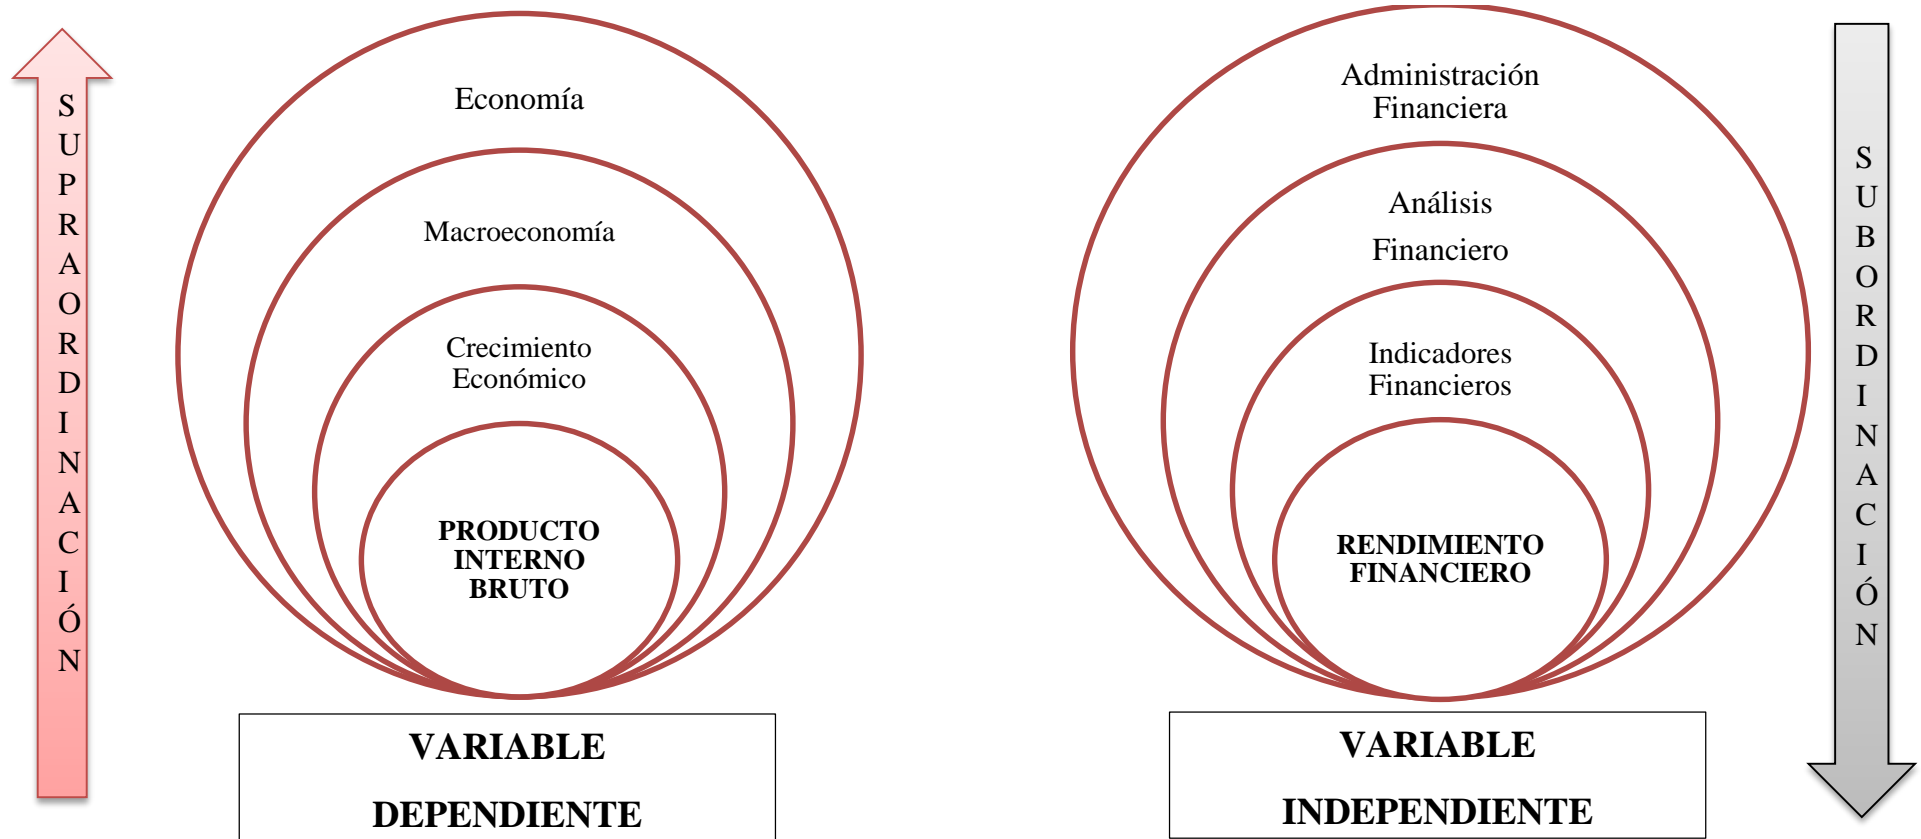 SUPRAORDINACIÓN
Economía
Macroeconomía
Crecimiento
Económico
PRODUCTO
INTERNO
BRUTO
VARIABLE
DEPENDIENTE
Administración
Financiera
Análisis
Financiero
Indicadores
Financieros
RENDIMIENTO
FINANCIERO
VARIABLE
INDEPENDIENTE
SUBORDINACIÓN